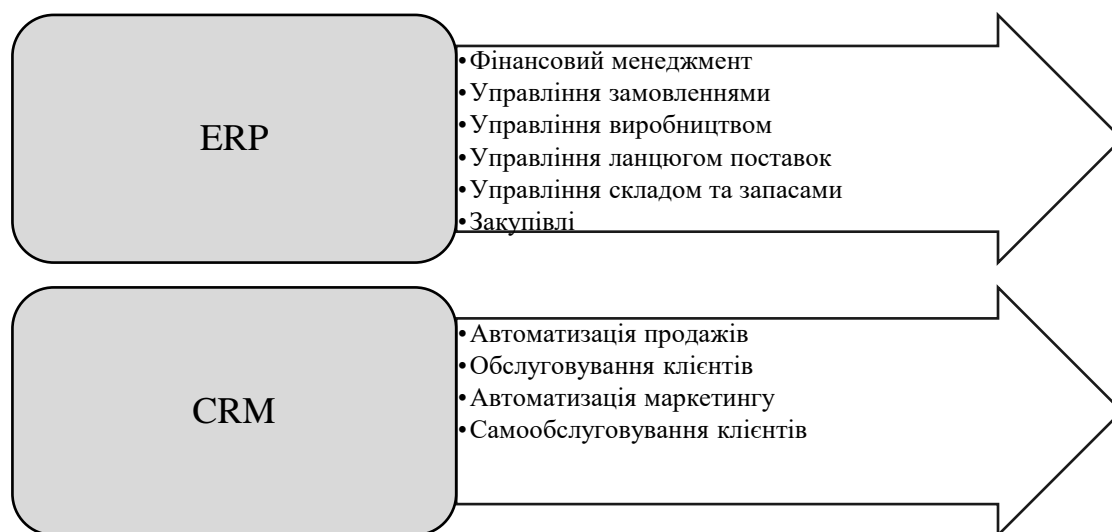 ERP
•Фінансовий менеджмент
•Управління замовленнями
•Управління виробництвом
•Управління ланцюгом поставок
•Управління складом та запасами
•Закупівлі
CRM
•Автоматизація продажів
•Обслуговування клієнтів
•Автоматизація маркетингу
•Самообслуговування клієнтів